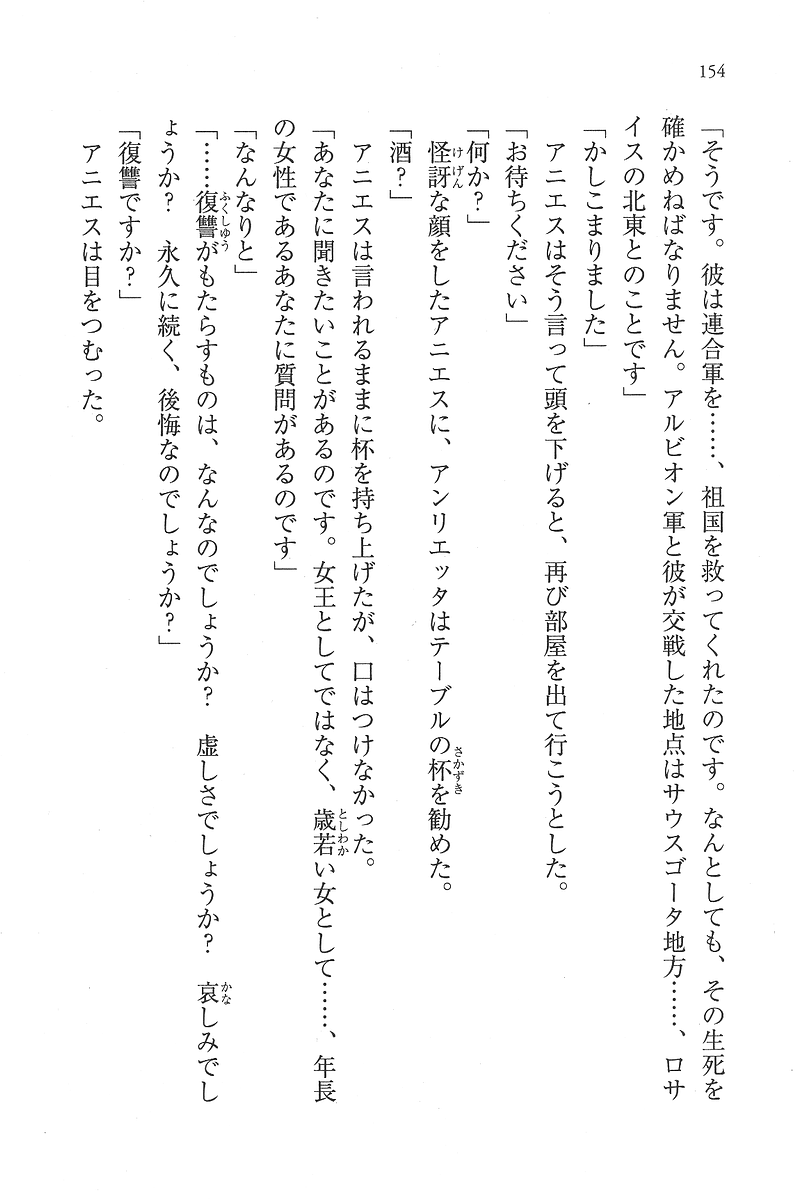 154
「そうです。彼は連合軍を……、祖国を救ってくれたのです。なんとしても、その生死を
確かめねばなりません。アルビオン軍と彼が交戦した地点はサウスゴータ地方……、ロサ
イスの北東とのことです」
「かしこまりました」
アニエスはそう言って頭を下げると、再び部屋を出て行こうとした。
「お待ちください」
「何か？」
怪訝な顔をしたアニエスに、アンリエッタはテーブルの杯を勧めた。
「酒？」
アニエスは言われるままに杯を持ち上げたが、口はつけなかった。
「あなたに聞きたいことがあるのです。女王としてではなく、歳若い女として……、年長
の女性であるあなたに質問があるのです」
「なんなりと」
「……復讐がもたらすものは、なんなのでしょうか？　虚しさでしょうか？　哀しみでし
ょうか？　永久に続く、後悔なのでしょうか？」
「復讐ですか？」
アニエスは目をつむった。